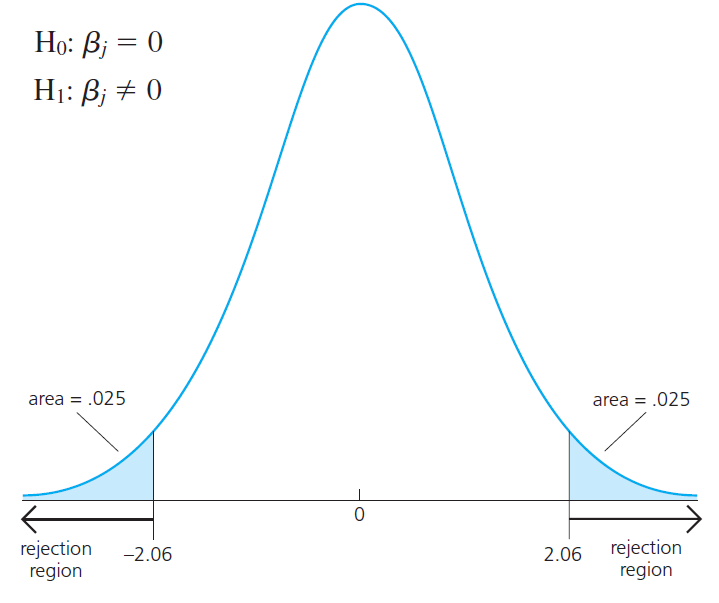 H₀: βⱼ = 0
H₁: βⱼ ≠ 0
area = .025
area = .025
0
rejection
region
−2.06
2.06
rejection
region